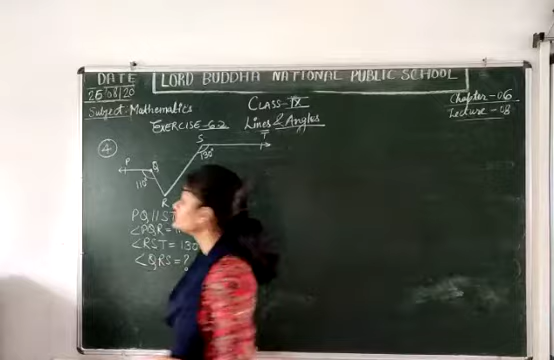 DATE
25/08/20
LORD BUDDHA NATIONAL PUBLIC SCHOOL
Subject:- Mathematics
CLASS-IX
Chapter-06
Lecture-08
EXERCISE-6.2
Lines & Angles
4
P
Q
110°
S
130°
T
R
PQ // ST
∠PQR =
∠RST = 130
∠QRS = ?